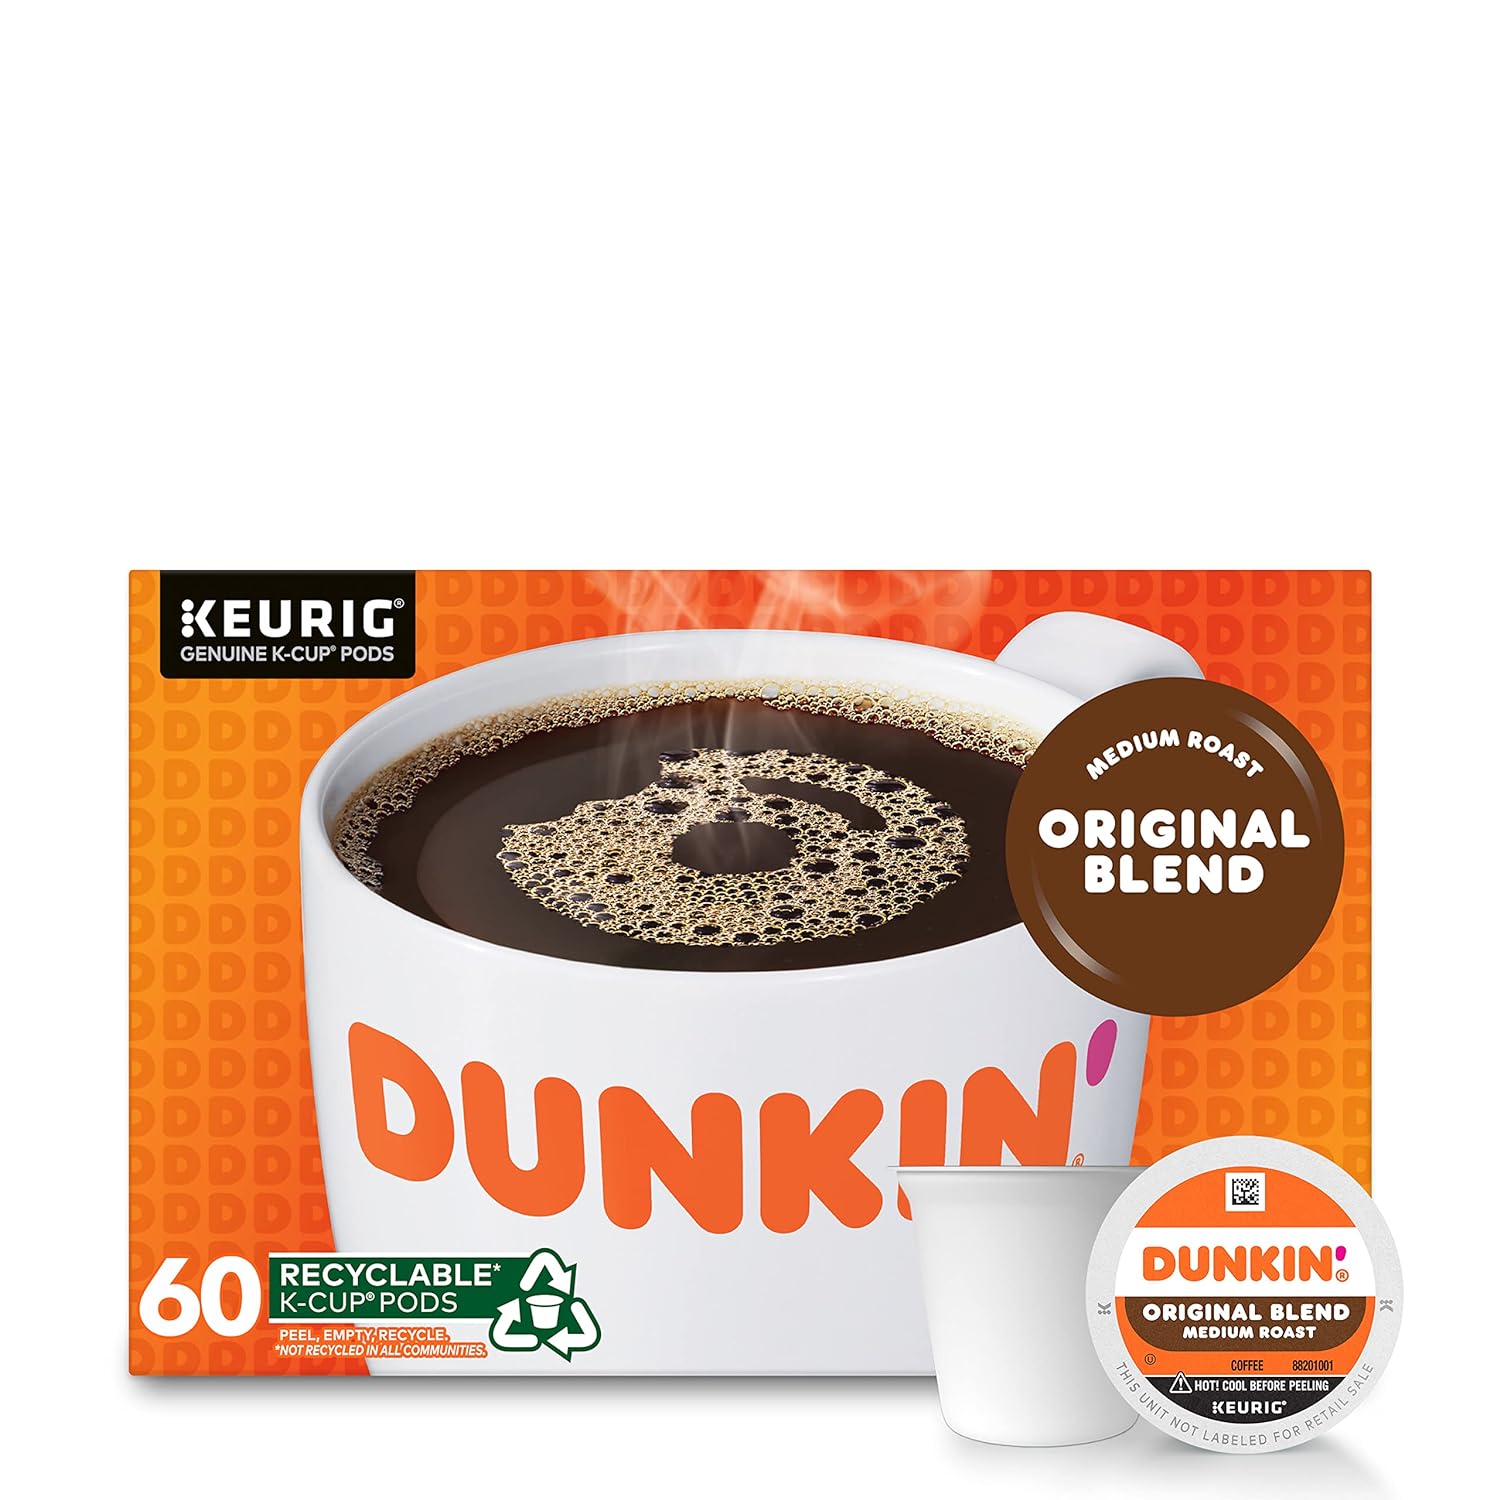 KEURIG®
GENUINE K-CUP® PODS
MEDIUM ROAST
ORIGINAL
BLEND
DUNKIN'®
60
RECYCLABLE*
K-CUP® PODS
PEEL, EMPTY, RECYCLE.
*NOT RECYCLED IN ALL COMMUNITIES.
DUNKIN'®
ORIGINAL BLEND
MEDIUM ROAST
U COFFEE 88201001
HOT! COOL BEFORE PEELING
KEURIG®
THIS UNIT NOT LABELED FOR RETAIL SALE